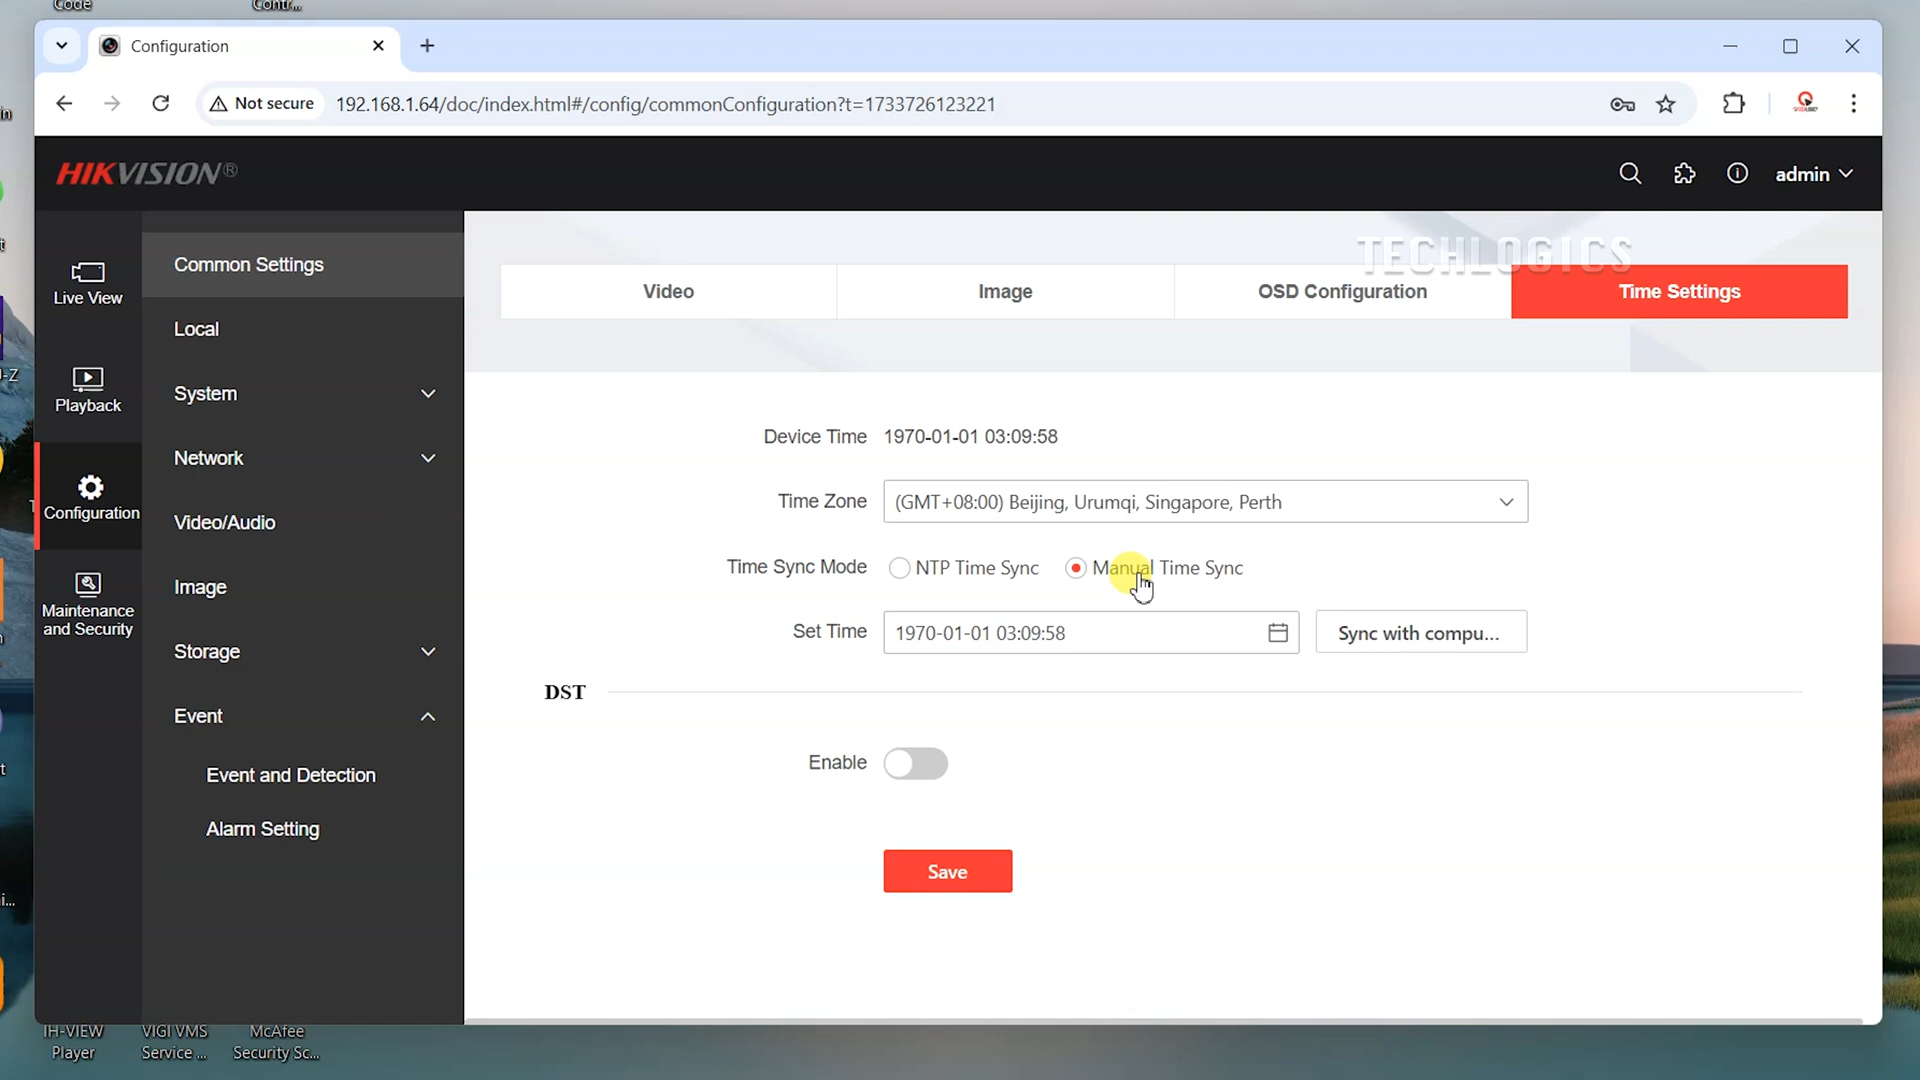 Code
Contr...
Configuration
Not secure
192.168.1.64/doc/index.html#/config/commonConfiguration?t=1733726123221
HIKVISION®
admin
TECHLOGICS
Live View
Playback
Configuration
Maintenance
and Security
Common Settings
Local
System
Network
Video/Audio
Image
Storage
Event
Event and Detection
Alarm Setting
Video
Image
OSD Configuration
Time Settings
Device Time 1970-01-01 03:09:58
Time Zone (GMT+08:00) Beijing, Urumqi, Singapore, Perth
Time Sync Mode NTP Time Sync Manual Time Sync
Set Time 1970-01-01 03:09:58 Sync with compu...
DST
Enable
Save
IH-VIEW
Player
VIGI VMS
Service ...
McAfee
Security Sc...